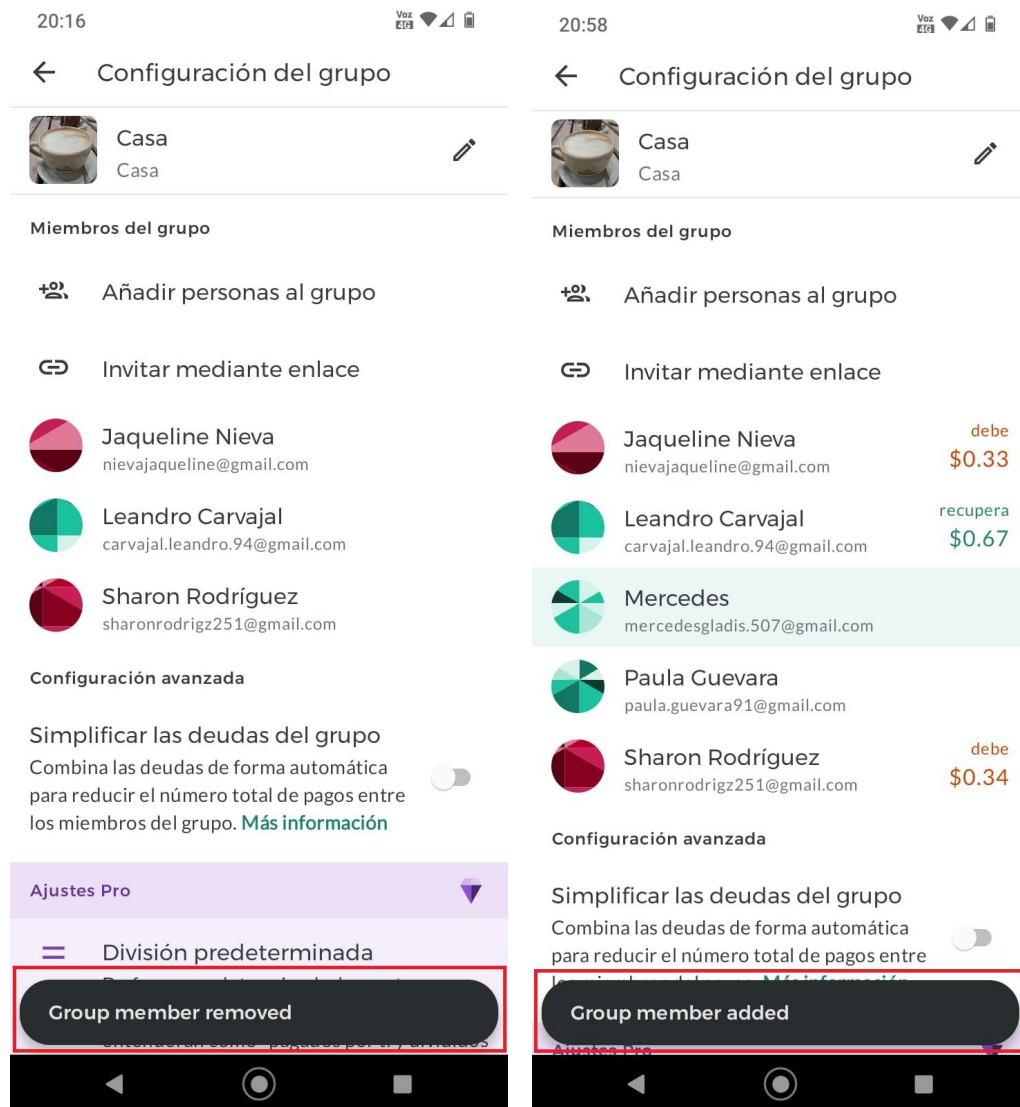 20:16
Voz
4G
Configuración del grupo
Casa
Casa
Miembros del grupo
Añadir personas al grupo
Invitar mediante enlace
Jaqueline Nieva
nievajaqueline@gmail.com
Leandro Carvajal
carvajal.leandro.94@gmail.com
Sharon Rodríguez
sharonrodrigz251@gmail.com
Configuración avanzada
Simplificar las deudas del grupo
Combina las deudas de forma automática
para reducir el número total de pagos entre
los miembros del grupo. Más información
Ajustes Pro
División predeterminada
Group member removed
20:58
Voz
4G
Configuración del grupo
Casa
Casa
Miembros del grupo
Añadir personas al grupo
Invitar mediante enlace
Jaqueline Nieva
nievajaqueline@gmail.com
debe
$0.33
Leandro Carvajal
carvajal.leandro.94@gmail.com
recupera
$0.67
Mercedes
mercedesgladis.507@gmail.com
Paula Guevara
paula.guevara91@gmail.com
Sharon Rodríguez
sharonrodrigz251@gmail.com
debe
$0.34
Configuración avanzada
Simplificar las deudas del grupo
Combina las deudas de forma automática
para reducir el número total de pagos entre
Más información
Group member added
Ajustes Pro